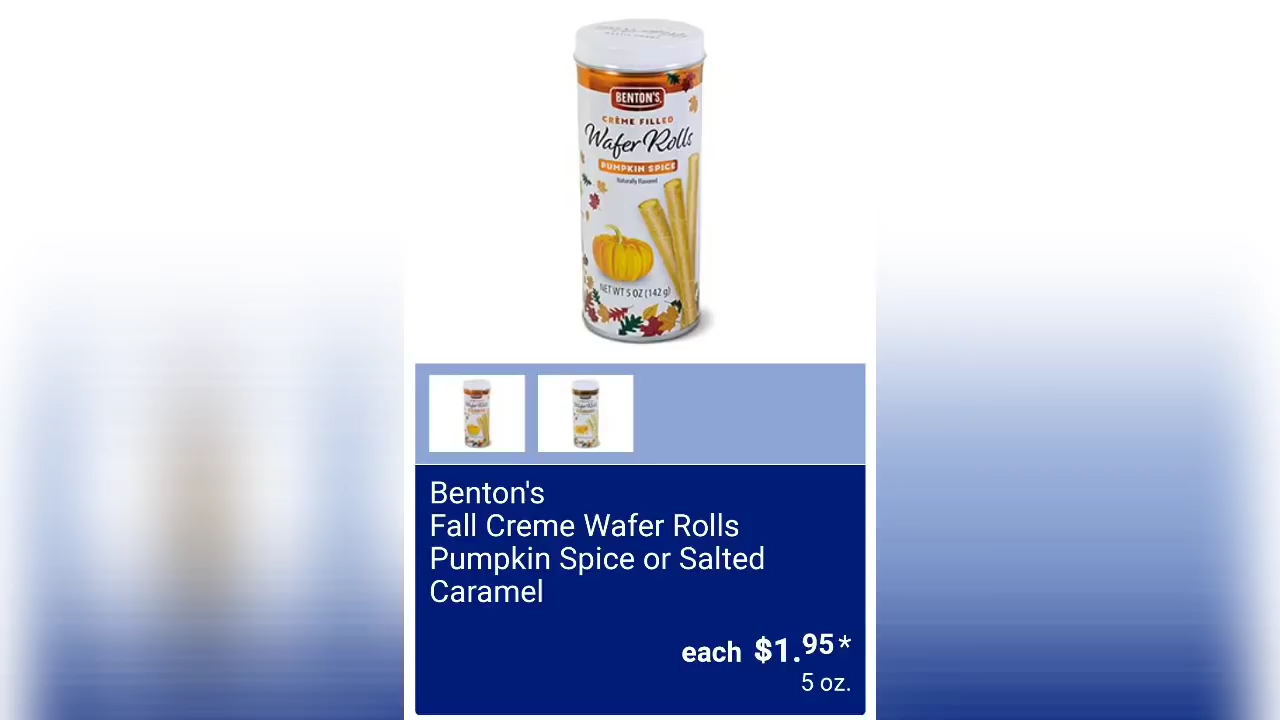 BENTON'S
CRÈME FILLED
Wafer Rolls
PUMPKIN SPICE
Naturally Flavored
NET WT 5 OZ (142 g)
Benton's
Fall Creme Wafer Rolls
Pumpkin Spice or Salted
Caramel
each $1.95*
5 oz.